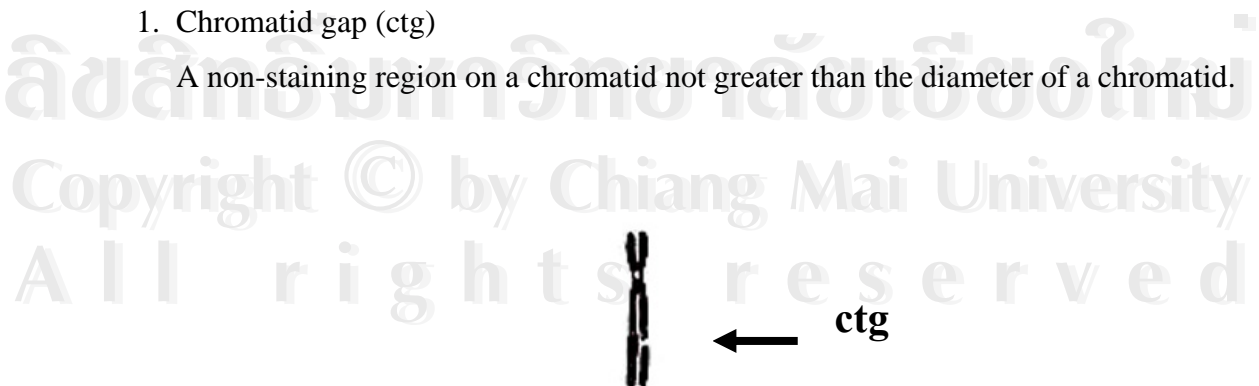 1. Chromatid gap (ctg)
A non-staining region on a chromatid not greater than the diameter of a chromatid.
ลิขสิทธิ์มหาวิทยาลัยเชียงใหม่
Copyright © by Chiang Mai University
All rights reserved
ctg